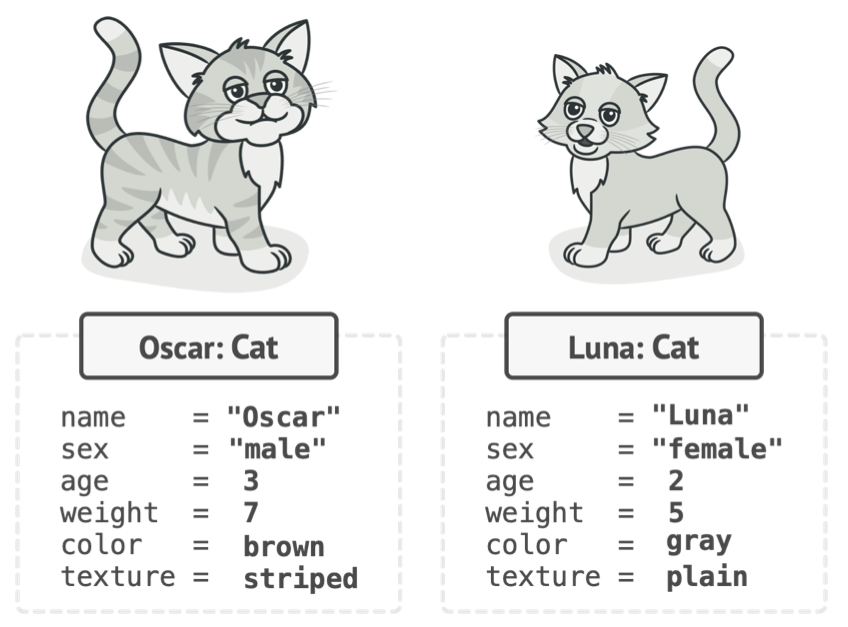 Oscar: Cat
name = "Oscar"
sex = "male"
age = 3
weight = 7
color = brown
texture = striped
Luna: Cat
name = "Luna"
sex = "female"
age = 2
weight = 5
color = gray
texture = plain